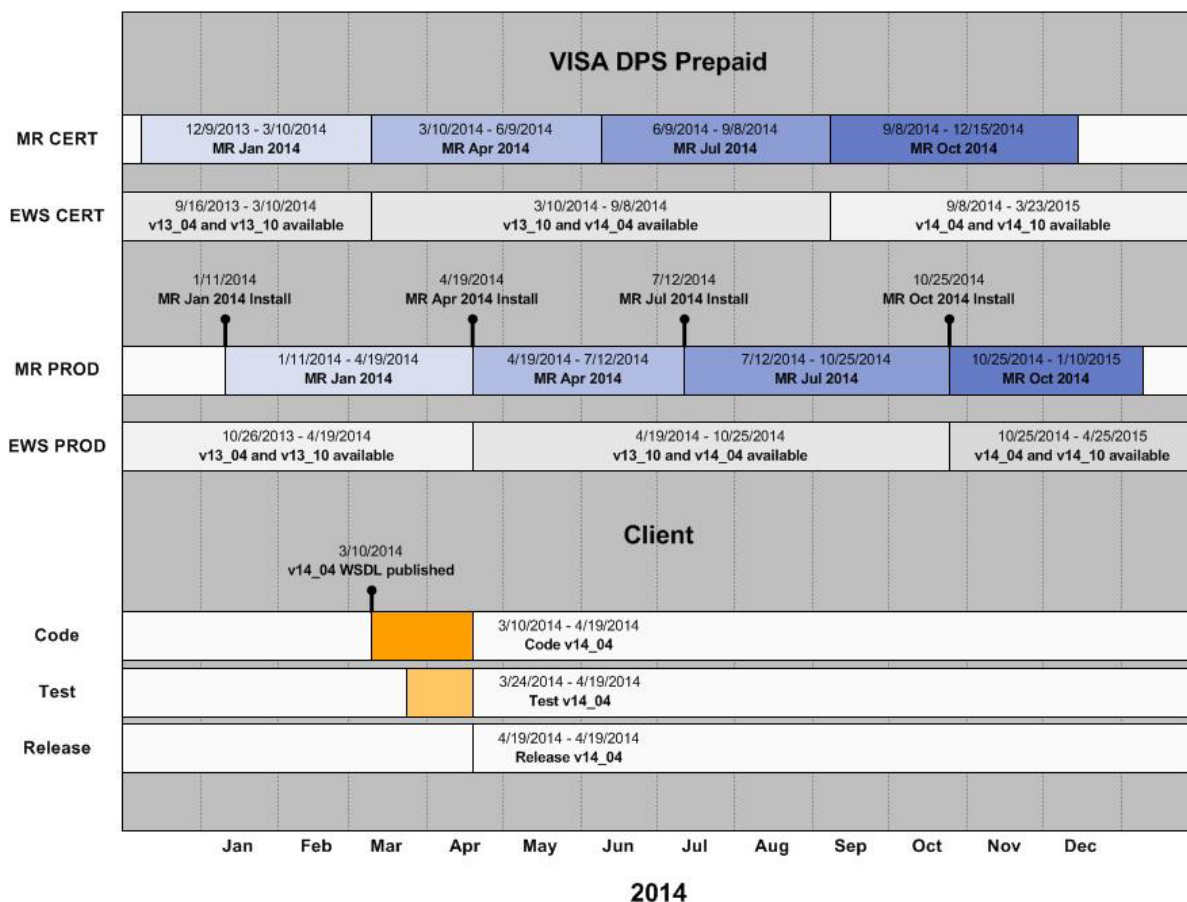 VISA DPS Prepaid
MR CERT
12/9/2013 - 3/10/2014
MR Jan 2014
3/10/2014 - 6/9/2014
MR Apr 2014
6/9/2014 - 9/8/2014
MR Jul 2014
9/8/2014 - 12/15/2014
MR Oct 2014
EWS CERT
9/16/2013 - 3/10/2014
v13_04 and v13_10 available
3/10/2014 - 9/8/2014
v13_10 and v14_04 available
9/8/2014 - 3/23/2015
v14_04 and v14_10 available
1/11/2014
MR Jan 2014 Install
4/19/2014
MR Apr 2014 Install
7/12/2014
MR Jul 2014 Install
10/25/2014
MR Oct 2014 Install
MR PROD
1/11/2014 - 4/19/2014
MR Jan 2014
4/19/2014 - 7/12/2014
MR Apr 2014
7/12/2014 - 10/25/2014
MR Jul 2014
10/25/2014 - 1/10/2015
MR Oct 2014
EWS PROD
10/26/2013 - 4/19/2014
v13_04 and v13_10 available
4/19/2014 - 10/25/2014
v13_10 and v14_04 available
10/25/2014 - 4/25/2015
v14_04 and v14_10 available
Client
3/10/2014
v14_04 WSDL published
Code
3/10/2014 - 4/19/2014
Code v14_04
Test
3/24/2014 - 4/19/2014
Test v14_04
Release
4/19/2014 - 4/19/2014
Release v14_04
Jan Feb Mar Apr May Jun Jul Aug Sep Oct Nov Dec
2014